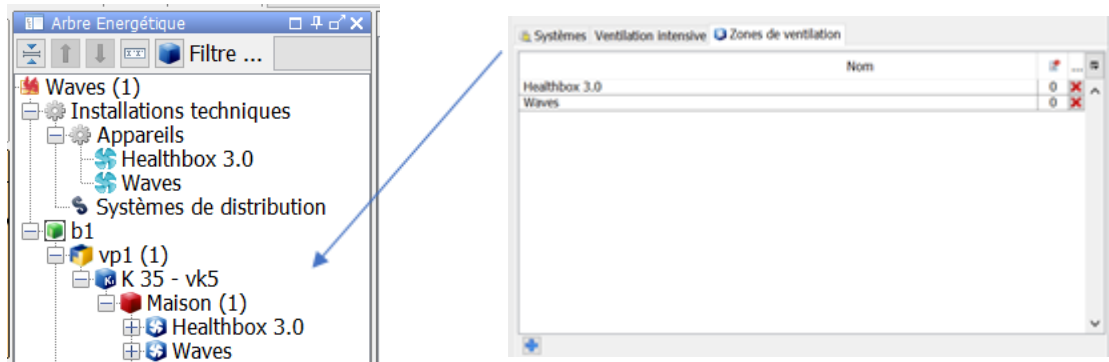 Arbre Energétique
Filtre ...
Waves (1)
Installations techniques
Appareils
Healthbox 3.0
Waves
Systèmes de distribution
b1
vp1 (1)
K 35 - vk5
Maison (1)
Healthbox 3.0
Waves
Systèmes Ventilation intensive Zones de ventilation
Nom ...
Healthbox 3.0 0
Waves 0